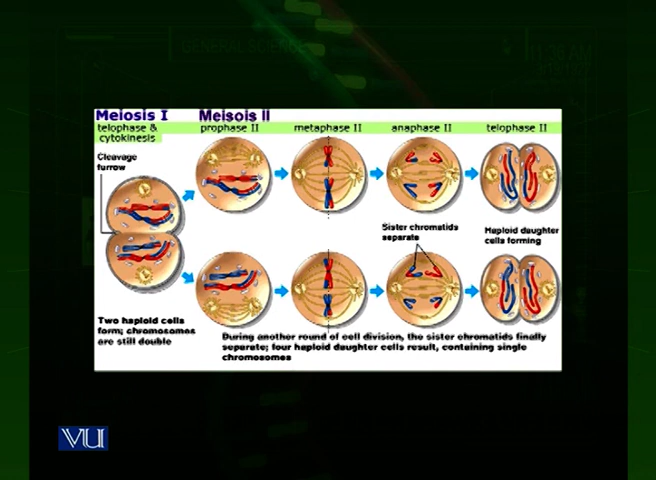 GENERAL SCIENCE
Meiosis I
Meisois II
telophase &
cytokinesis
prophase II
metaphase II
anaphase II
telophase II
Cleavage
furrow
Sister chromatids
separate
Haploid daughter
cells forming
Two haploid cells
form; chromosomes
are still double
During another round of cell division, the sister chromatids finally
separate; four haploid daughter cells result, containing single
chromosomes
VU